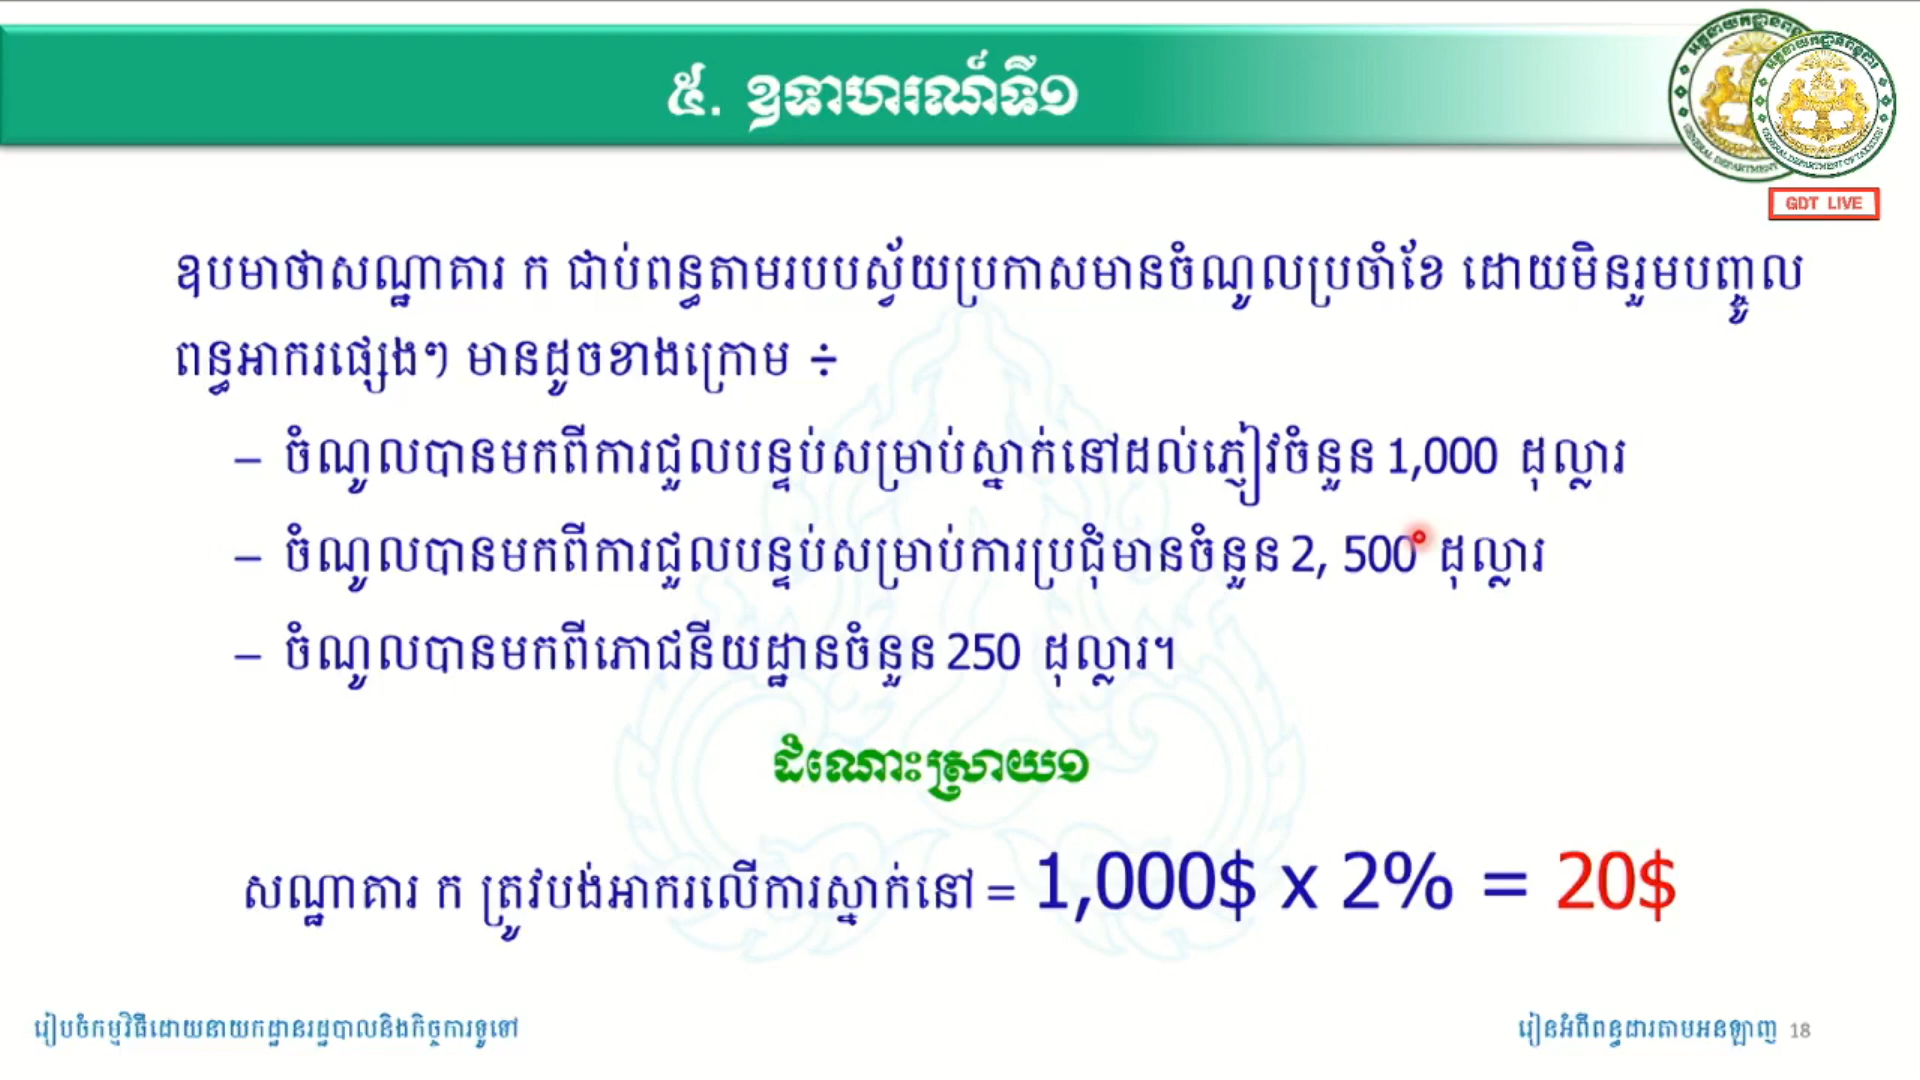 ៥. ឧទាហរណ៍ទី១
GDT LIVE
ឧបមាថាសណ្ឋាគារ ក ជាប់ពន្ធតាមរបបស្វ័យប្រកាសមានចំណូលប្រចាំខែ ដោយមិនរួមបញ្ចូល
ពន្ធអាករផ្សេងៗ មានដូចខាងក្រោម ÷
– ចំណូលបានមកពីការជួលបន្ទប់សម្រាប់ស្នាក់នៅដល់ភ្ញៀវចំនួន 1,000 ដុល្លារ
– ចំណូលបានមកពីការជួលបន្ទប់សម្រាប់ការប្រជុំមានចំនួន 2, 500 ដុល្លារ
– ចំណូលបានមកពីភោជនីយដ្ឋានចំនួន 250 ដុល្លារ។
ដំណោះស្រាយ១
សណ្ឋាគារ ក ត្រូវបង់អាករលើការស្នាក់នៅ = 1,000$ x 2% = 20$
រៀបចំកម្មវិធីដោយនាយកដ្ឋានរដ្ឋបាលនិងកិច្ចការទូទៅ
រៀនអំពីពន្ធដារតាមអនឡាញ 18